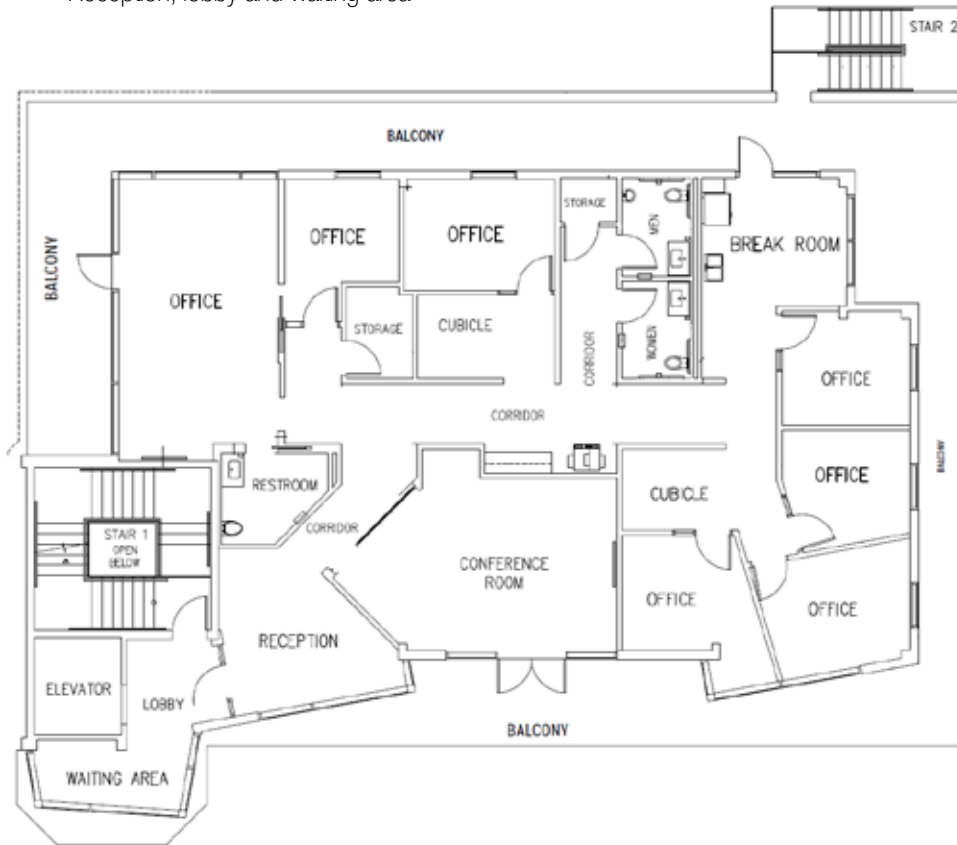 Reception, lobby and waiting area
STAIR 2
BALCONY
BALCONY
OFFICE
OFFICE
OFFICE
STORAGE
MEN
BREAK ROOM
STORAGE
CUBICLE
CORRIDOR
WOMEN
OFFICE
CORRIDOR
BALCONY
RESTROOM
CUBICLE
OFFICE
CORRIDOR
STAIR 1
OPEN
BELOW
CONFERENCE
ROOM
OFFICE
OFFICE
RECEPTION
ELEVATOR
LOBBY
BALCONY
WAITING AREA